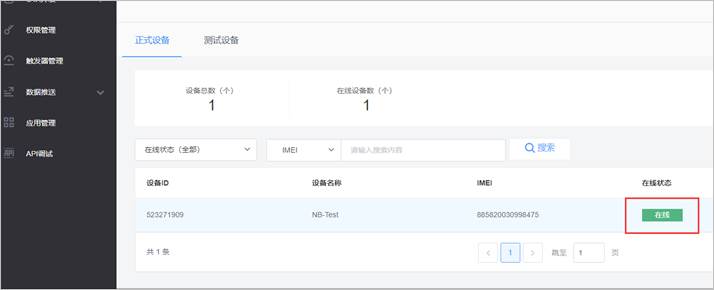 权限管理
触发器管理
数据推送
应用管理
API调试
正式设备 测试设备
设备总数（个） 在线设备数（个）
1 1
在线状态（全部） IMEI 请输入搜索内容 搜索
设备ID 设备名称 IMEI 在线状态
523271909 NB-Test 885820030998475 在线
共 1 条 1 跳至 1 页